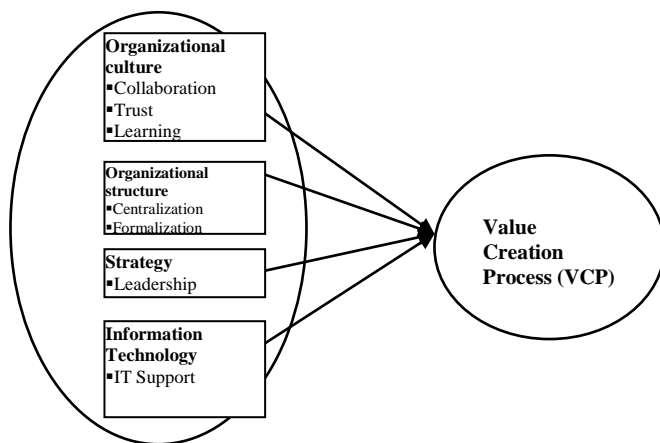 Organizational
culture
▪Collaboration
▪Trust
▪Learning
Organizational
structure
▪Centralization
▪Formalization
Strategy
▪Leadership
Information
Technology
▪IT Support
Value
Creation
Process (VCP)